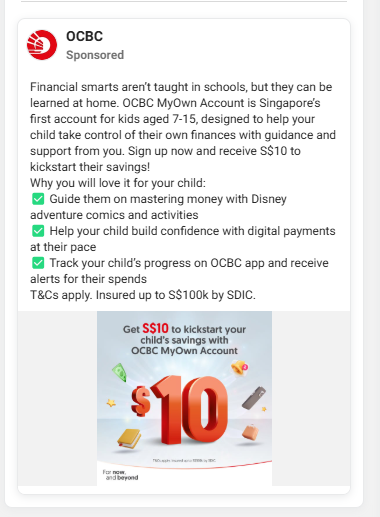 OCBC
Sponsored
Financial smarts aren't taught in schools, but they can be
learned at home. OCBC MyOwn Account is Singapore's
first account for kids aged 7-15, designed to help your
child take control of their own finances with guidance and
support from you. Sign up now and receive S$10 to
kickstart their savings!
Why you will love it for your child:
✅ Guide them on mastering money with Disney
adventure comics and activities
✅ Help your child build confidence with digital payments
at their pace
✅ Track your child's progress on OCBC app and receive
alerts for their spends
T&Cs apply. Insured up to S$100k by SDIC.
Get S$10 to kickstart your
child's savings with
OCBC MyOwn Account
$10
For now,
and beyond